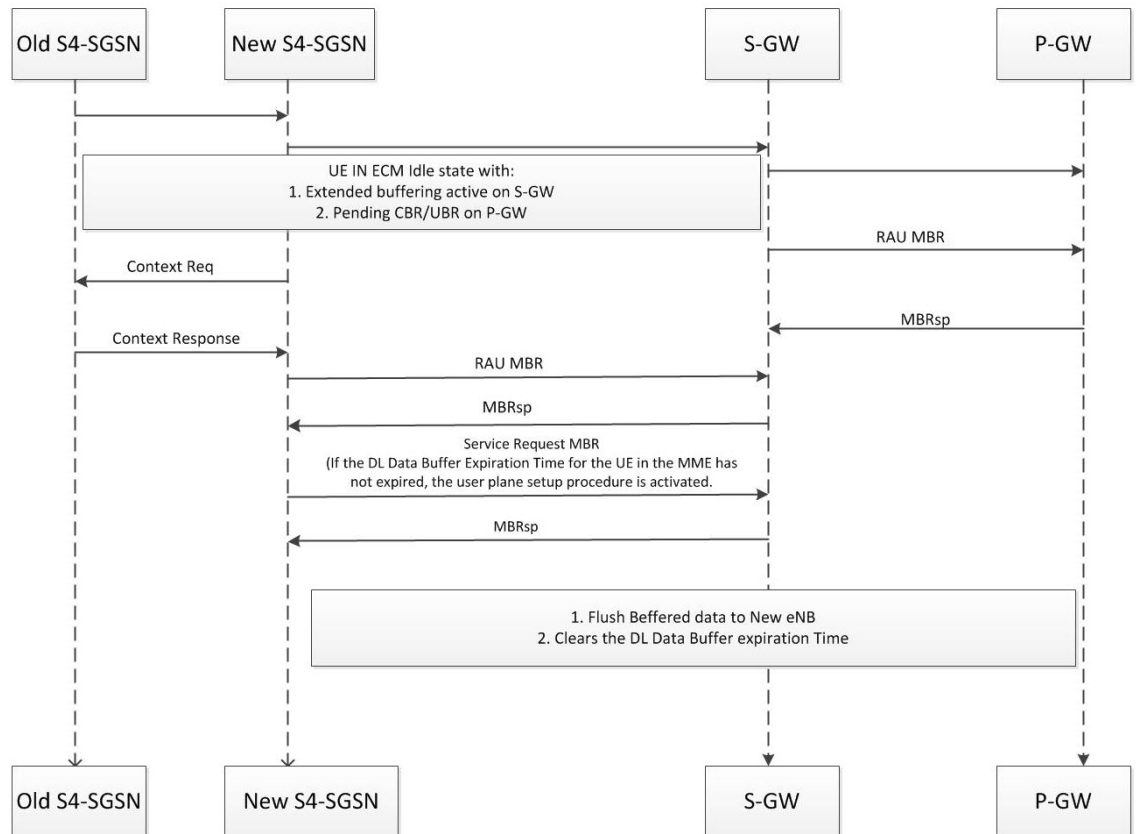 Old S4-SGSN
New S4-SGSN
S-GW
P-GW
UE IN ECM Idle state with:
1. Extended buffering active on S-GW
2. Pending CBR/UBR on P-GW
RAU MBR
Context Req
MBRsp
Context Response
RAU MBR
MBRsp
Service Request MBR
(If the DL Data Buffer Expiration Time for the UE in the MME has
not expired, the user plane setup procedure is activated.
MBRsp
1. Flush Beffered data to New eNB
2. Clears the DL Data Buffer expiration Time
Old S4-SGSN
New S4-SGSN
S-GW
P-GW